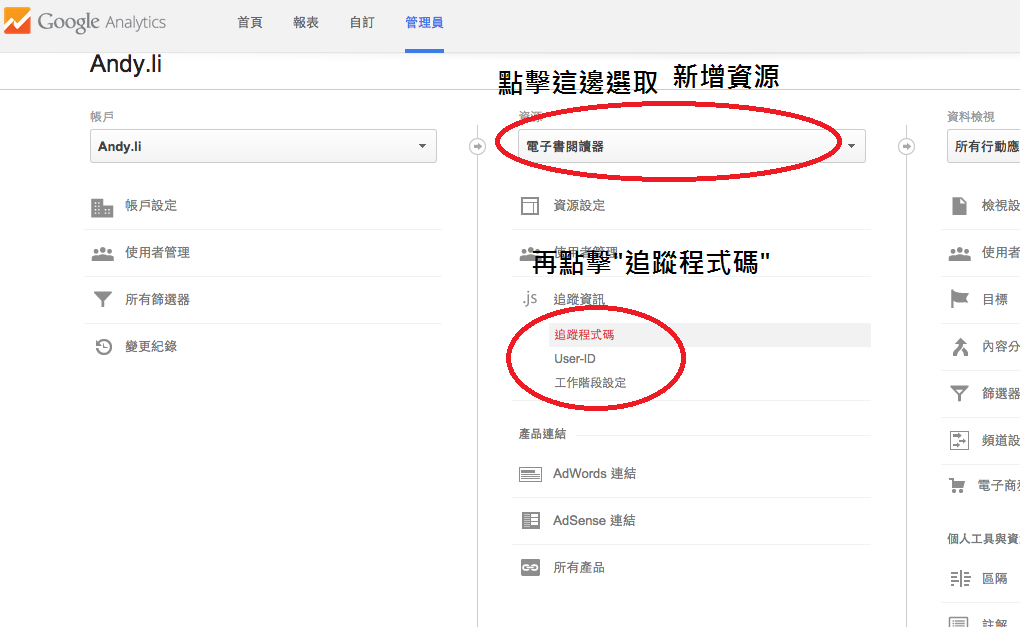 Google Analytics
首頁 報表 自訂 管理員
Andy.li
點擊這邊選取 新增資源
帳戶
Andy.li
帳戶設定
使用者管理
所有篩選器
變更紀錄
資源
電子書閱讀器
資源設定
使用者管理
再點擊"追蹤程式碼"
.js 追蹤資訊
追蹤程式碼
User-ID
工作階段設定
產品連結
AdWords 連結
AdSense 連結
所有產品
資料檢視
所有行動應
檢視設
使用者
目標
內容分
篩選器
頻道設
電子商務
個人工具與資
區隔
註解